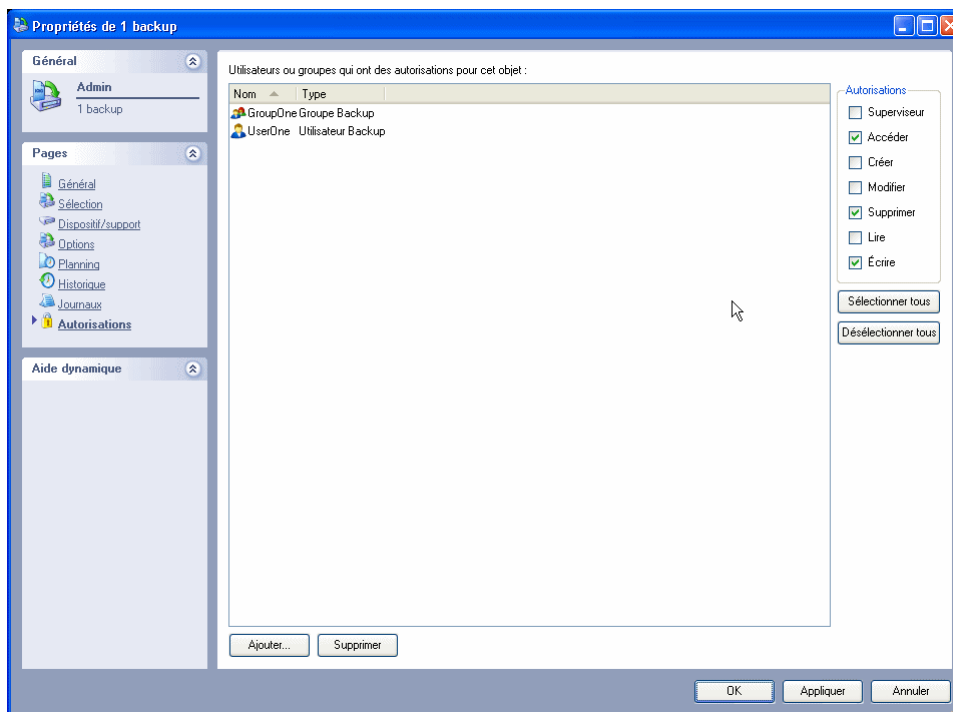 Propriétés de 1 backup
Général
Admin
1 backup
Pages
Général
Sélection
Dispositif/support
Options
Planning
Historique
Journaux
Autorisations
Aide dynamique
Utilisateurs ou groupes qui ont des autorisations pour cet objet :
Nom Type
GroupOne Groupe Backup
UserOne Utilisateur Backup
Autorisations
Superviseur
Accéder
Créer
Modifier
Supprimer
Lire
Écrire
Sélectionner tous
Désélectionner tous
Ajouter... Supprimer
OK Appliquer Annuler